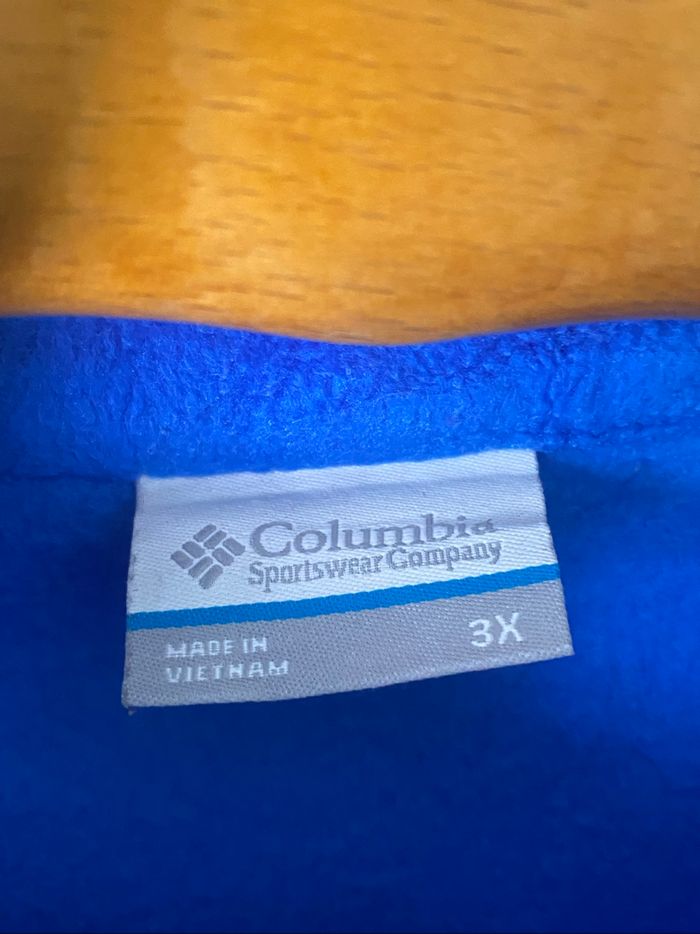 Columbia
Sportswear Company
MADE IN
VIETNAM
3X